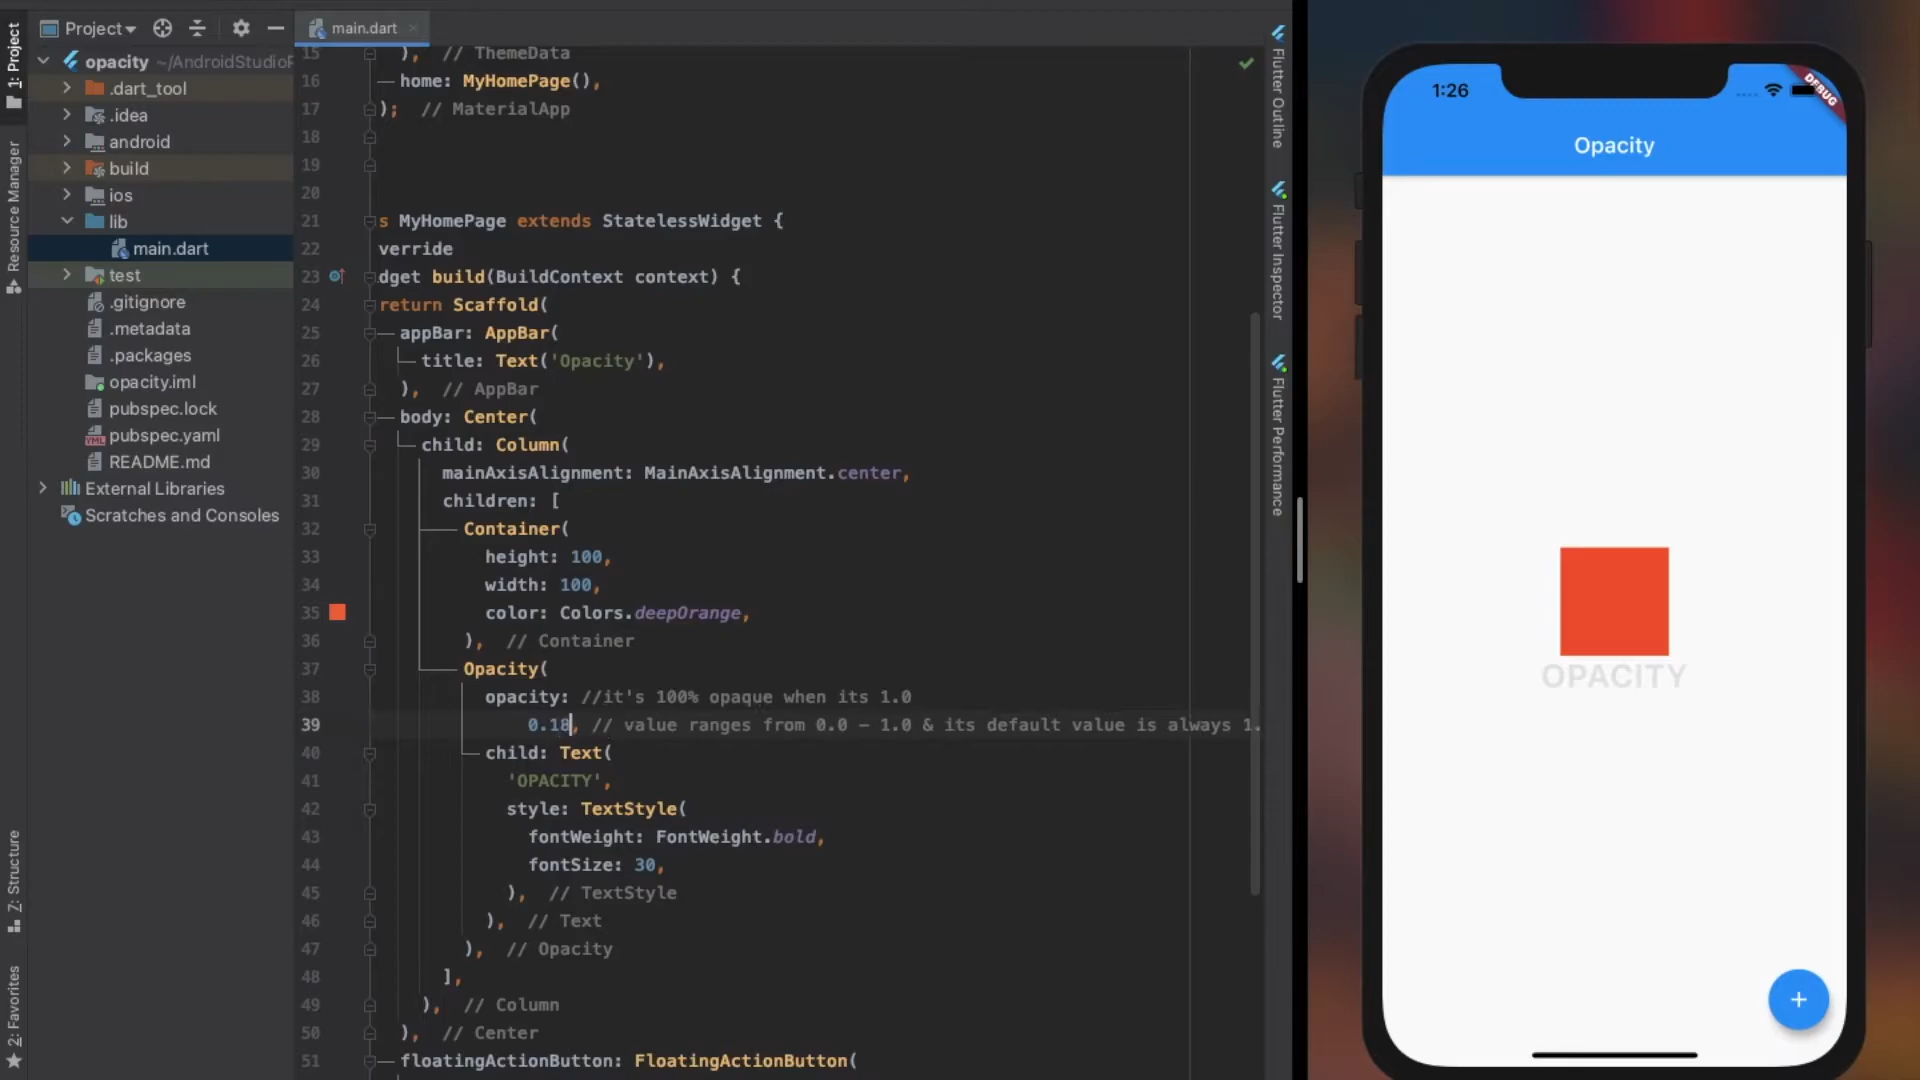 1: Project
Resource Manager
Z: Structure
2: Favorites
Project
opacity
.dart_tool
.idea
android
build
ios
lib
main.dart
test
.gitignore
.metadata
.packages
opacity.iml
pubspec.lock
pubspec.yaml
README.md
External Libraries
Scratches and Consoles
main.dart
15 ), // ThemeData
16 home: MyHomePage(),
17 ); // MaterialApp
18
19
20
21 s MyHomePage extends StatelessWidget {
22 verride
23 dget build(BuildContext context) {
24 return Scaffold(
25 appBar: AppBar(
26 title: Text('Opacity'),
27 ), // AppBar
28 body: Center(
29 child: Column(
30 mainAxisAlignment: MainAxisAlignment.center,
31 children: [
32 Container(
33 height: 100,
34 width: 100,
35 color: Colors.deepOrange,
36 ), // Container
37 Opacity(
38 opacity: //it's 100% opaque when its 1.0
39 0.18, // value ranges from 0.0 – 1.0 & its default value is always 1.
40 child: Text(
41 'OPACITY',
42 style: TextStyle(
43 fontWeight: FontWeight.bold,
44 fontSize: 30,
45 ), // TextStyle
46 ), // Text
47 ), // Opacity
48 ],
49 ), // Column
50 ), // Center
51 floatingActionButton: FloatingActionButton(
Flutter Outline
Flutter Inspector
Flutter Performance
1:26
DEBUG
Opacity
OPACITY
+